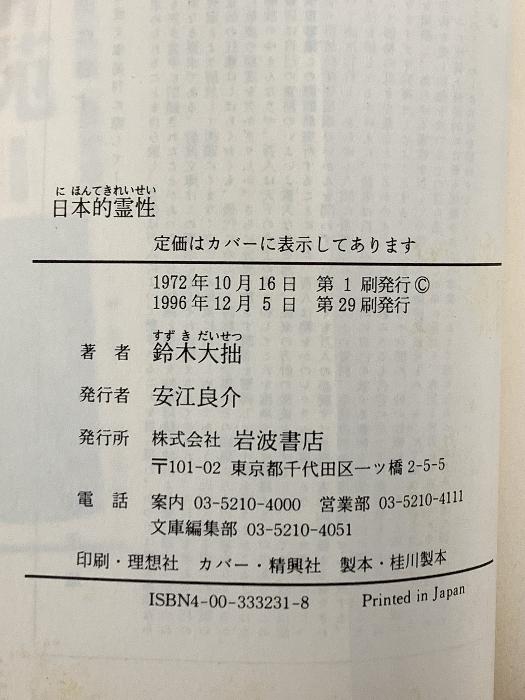 に ほんてきれいせい
日本的霊性
定価はカバーに表示してあります
1972年10月16日 第1刷発行©
1996年12月5日 第29刷発行
すず き だいせつ
著者 鈴木大拙
発行者 安江良介
発行所 株式会社 岩波書店
〒101-02 東京都千代田区一ツ橋2-5-5
電話 案内 03-5210-4000 営業部 03-5210-4111
文庫編集部 03-5210-4051
印刷・理想社 カバー・精興社 製本・桂川製本
ISBN4-00-333231-8 Printed in Japan